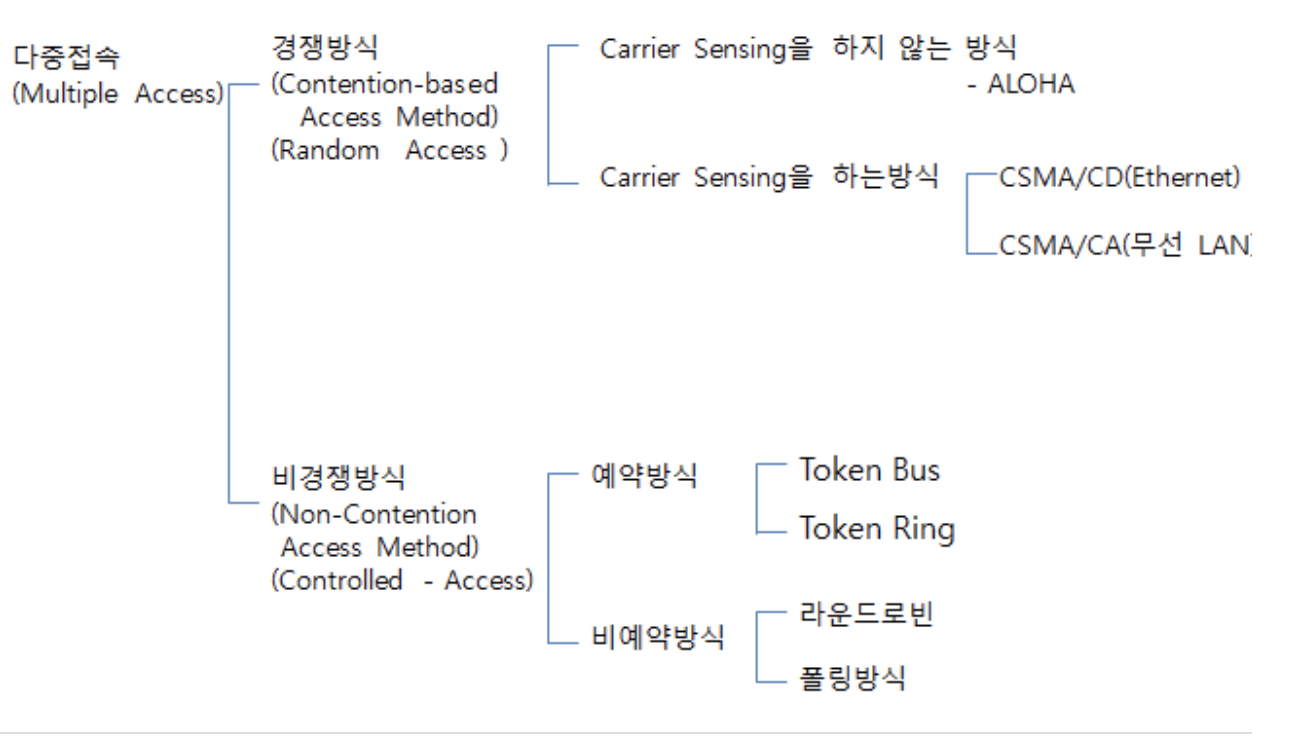 다중접속
(Multiple Access)
경쟁방식
(Contention-based
Access Method)
(Random Access )
Carrier Sensing을 하지 않는 방식
- ALOHA
Carrier Sensing을 하는방식
CSMA/CD(Ethernet)
CSMA/CA(무선 LAN)
비경쟁방식
(Non-Contention
Access Method)
(Controlled - Access)
예약방식
Token Bus
Token Ring
비예약방식
라운드로빈
폴링방식